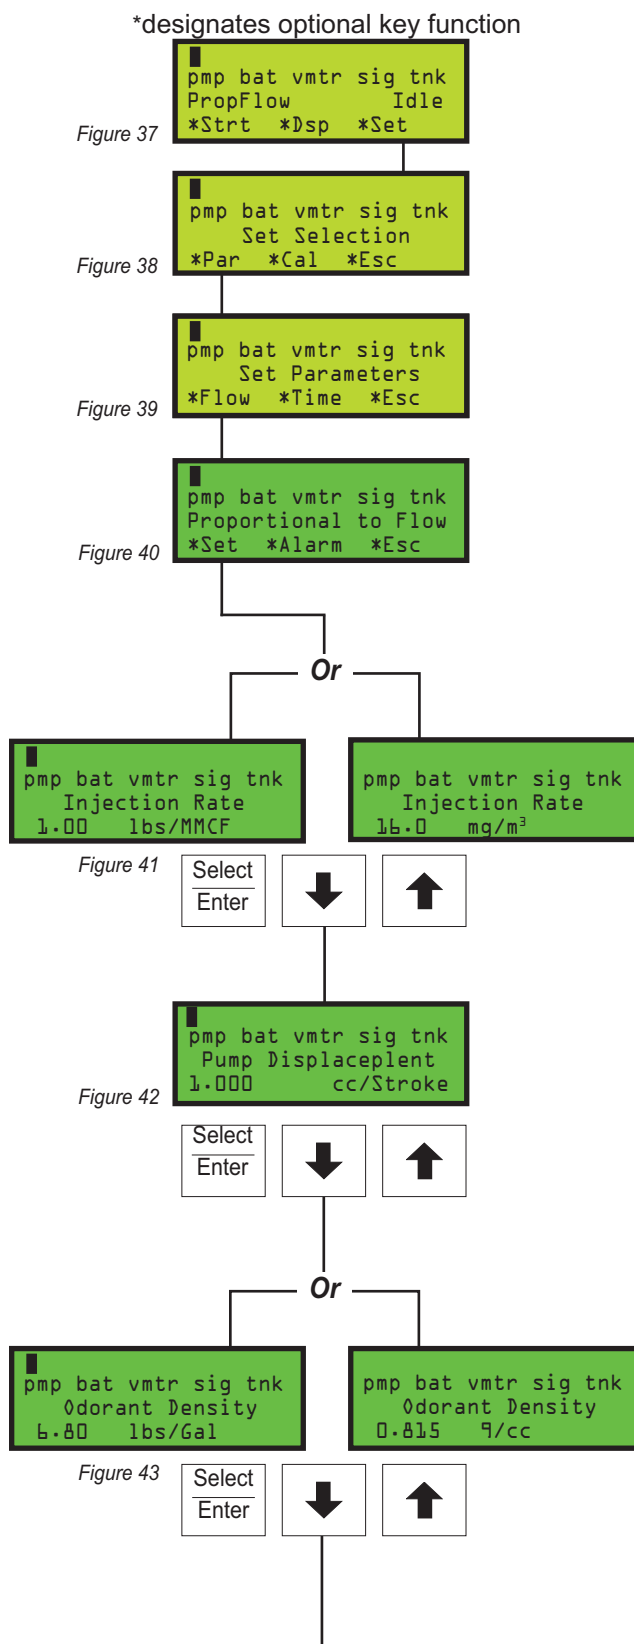 *designates optional key function
pmp bat vmtr sig tnk
PropFlow Idle
*Strt *Dsp *Set
Figure 37
pmp bat vmtr sig tnk
Set Selection
*Par *Cal *Esc
Figure 38
pmp bat vmtr sig tnk
Set Parameters
*Flow *Time *Esc
Figure 39
pmp bat vmtr sig tnk
Proportional to Flow
*Set *Alarm *Esc
Figure 40
Or
pmp bat vmtr sig tnk
Injection Rate
1.00 lbs/MMCF
pmp bat vmtr sig tnk
Injection Rate
16.0 mg/m³
Figure 41
Select
Enter
pmp bat vmtr sig tnk
Pump Displaceplent
1.000 cc/Stroke
Figure 42
Select
Enter
Or
pmp bat vmtr sig tnk
Odorant Density
6.80 lbs/Gal
pmp bat vmtr sig tnk
Odorant Density
0.815 9/cc
Figure 43
Select
Enter